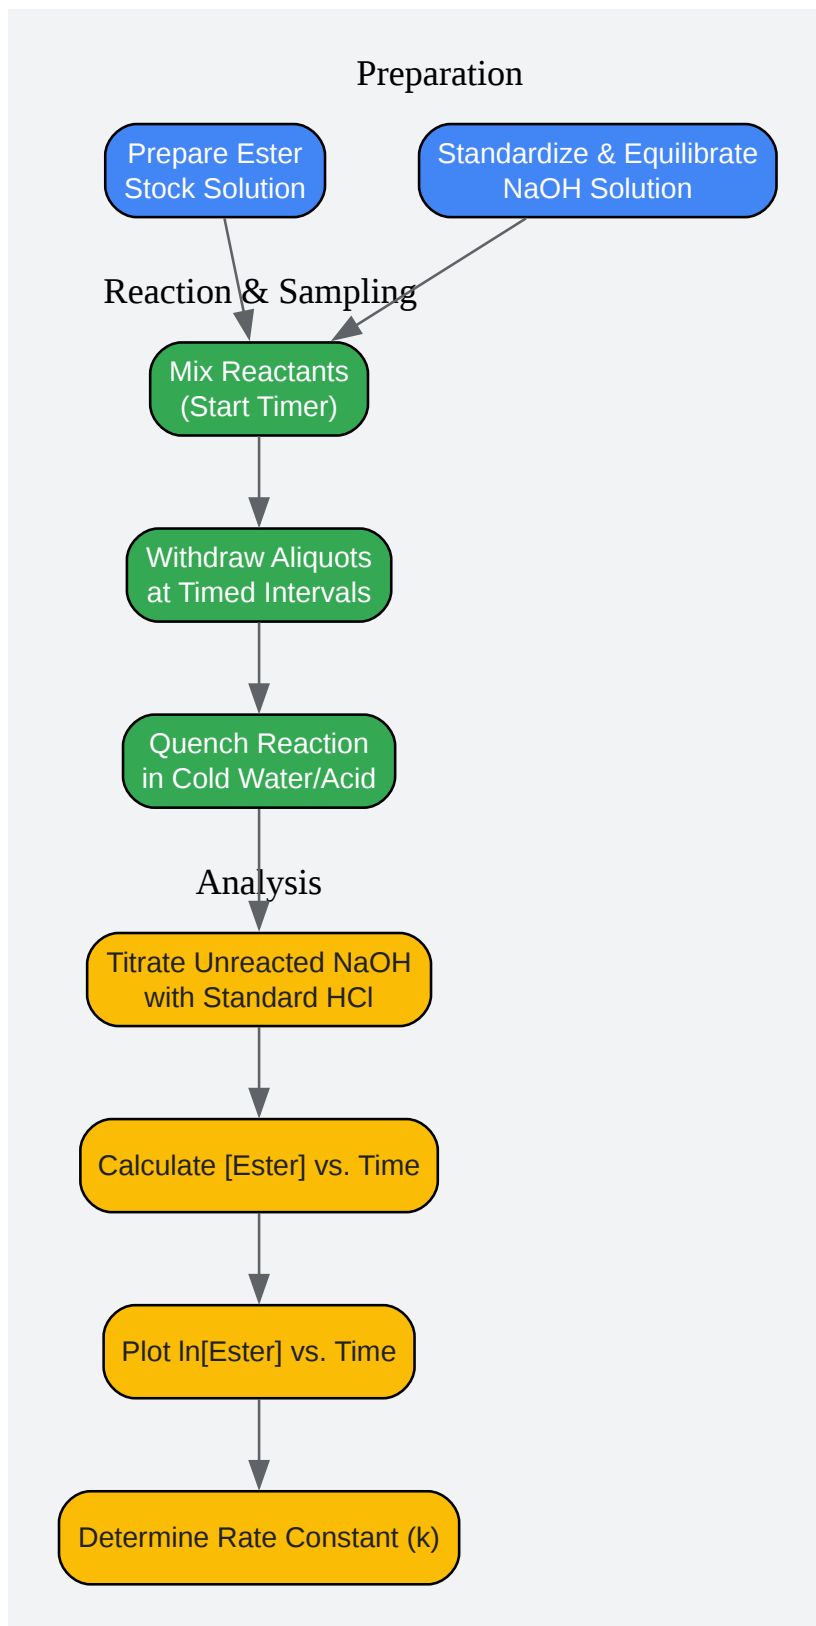 Preparation
Prepare Ester
Stock Solution
Standardize & Equilibrate
NaOH Solution
Reaction & Sampling
Mix Reactants
(Start Timer)
Withdraw Aliquots
at Timed Intervals
Quench Reaction
in Cold Water/Acid
Analysis
Titrate Unreacted NaOH
with Standard HCl
Calculate [Ester] vs. Time
Plot ln[Ester] vs. Time
Determine Rate Constant (k)